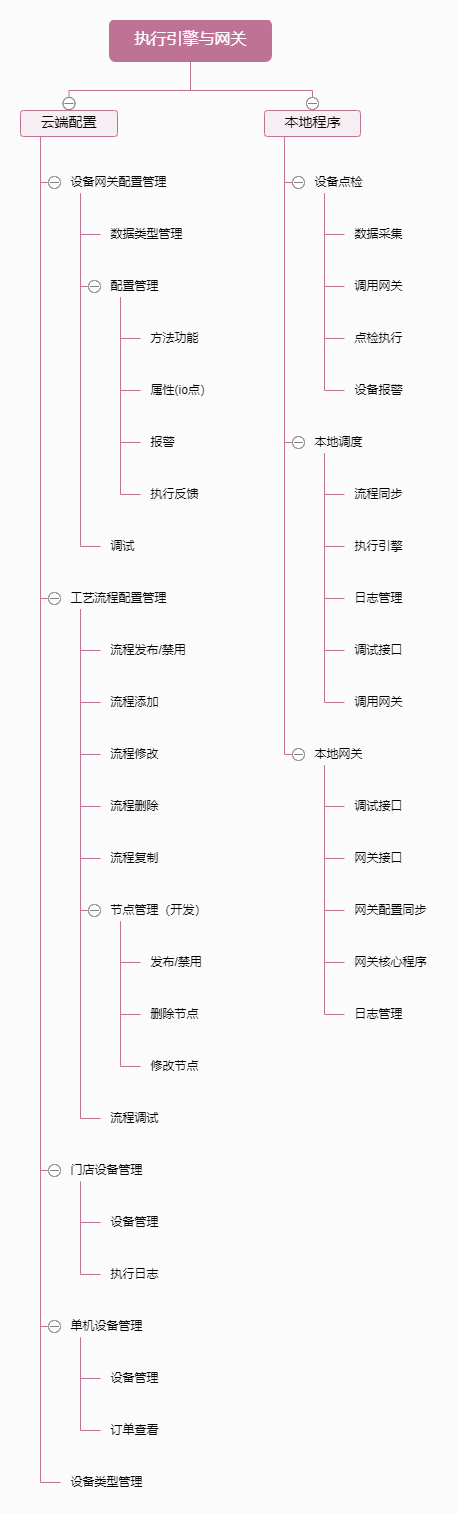 执行引擎与网关
云端配置
设备网关配置管理
数据类型管理
配置管理
方法功能
属性(io点)
报警
执行反馈
调试
工艺流程配置管理
流程发布/禁用
流程添加
流程修改
流程删除
流程复制
节点管理（开发）
发布/禁用
删除节点
修改节点
流程调试
门店设备管理
设备管理
执行日志
单机设备管理
设备管理
订单查看
设备类型管理
本地程序
设备点检
数据采集
调用网关
点检执行
设备报警
本地调度
流程同步
执行引擎
日志管理
调试接口
调用网关
本地网关
调试接口
网关接口
网关配置同步
网关核心程序
日志管理